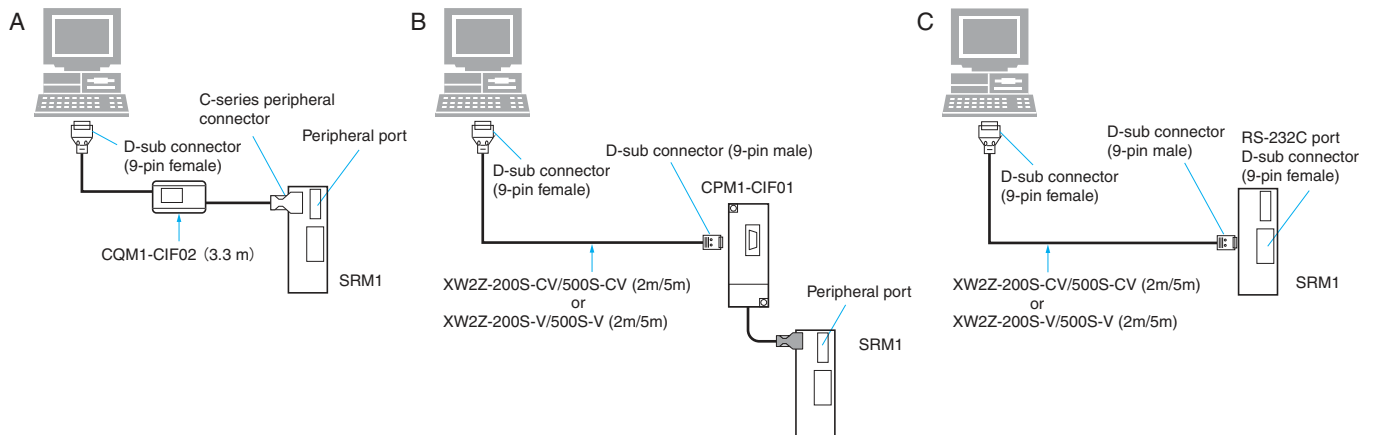 A
C-series peripheral
connector
Peripheral port
D-sub connector
(9-pin female)
CQM1-CIF02 (3.3 m)
SRM1
B
D-sub connector
(9-pin female)
D-sub connector (9-pin male)
CPM1-CIF01
XW2Z-200S-CV/500S-CV (2m/5m)
or
XW2Z-200S-V/500S-V (2m/5m)
Peripheral port
SRM1
C
D-sub connector
(9-pin female)
D-sub connector
(9-pin male)
RS-232C port
D-sub connector
(9-pin female)
XW2Z-200S-CV/500S-CV (2m/5m)
or
XW2Z-200S-V/500S-V (2m/5m)
SRM1